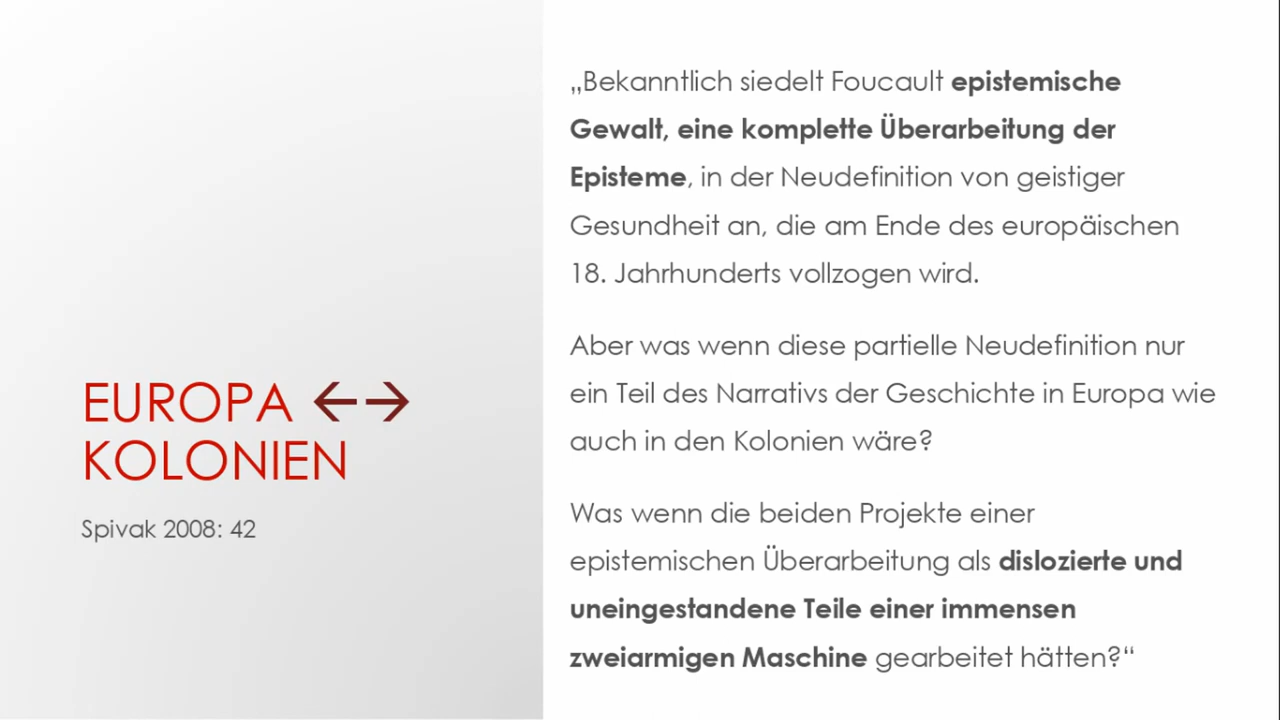 EUROPA ←→
KOLONIEN
Spivak 2008: 42
„Bekanntlich siedelt Foucault epistemische
Gewalt, eine komplette Überarbeitung der
Episteme, in der Neudefinition von geistiger
Gesundheit an, die am Ende des europäischen
18. Jahrhunderts vollzogen wird.
Aber was wenn diese partielle Neudefinition nur
ein Teil des Narrativs der Geschichte in Europa wie
auch in den Kolonien wäre?
Was wenn die beiden Projekte einer
epistemischen Überarbeitung als dislozierte und
uneingestandene Teile einer immensen
zweiarmigen Maschine gearbeitet hätten?“